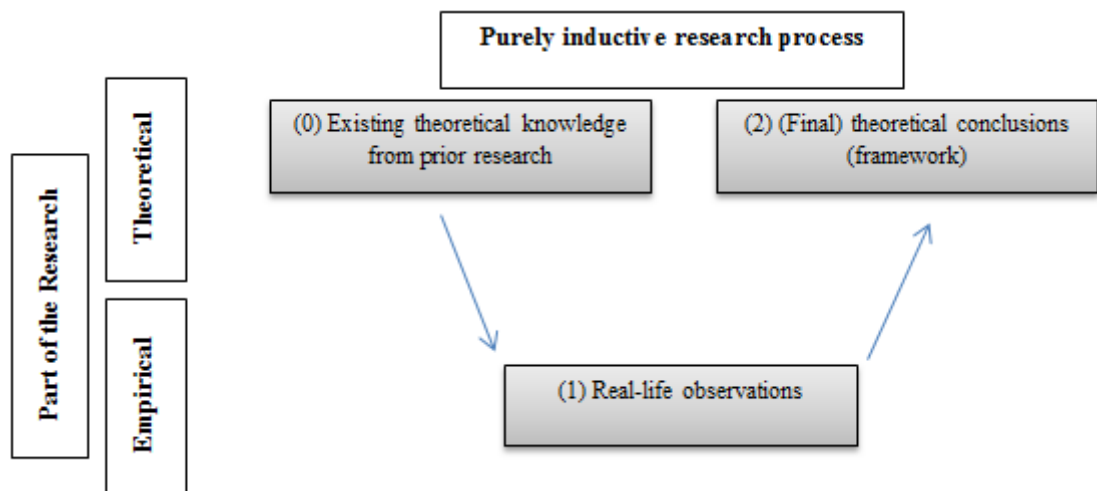 Purely inductive research process
(0) Existing theoretical knowledge
from prior research
(2) (Final) theoretical conclusions
(framework)
(1) Real-life observations
Part of the Research
Theoretical
Empirical